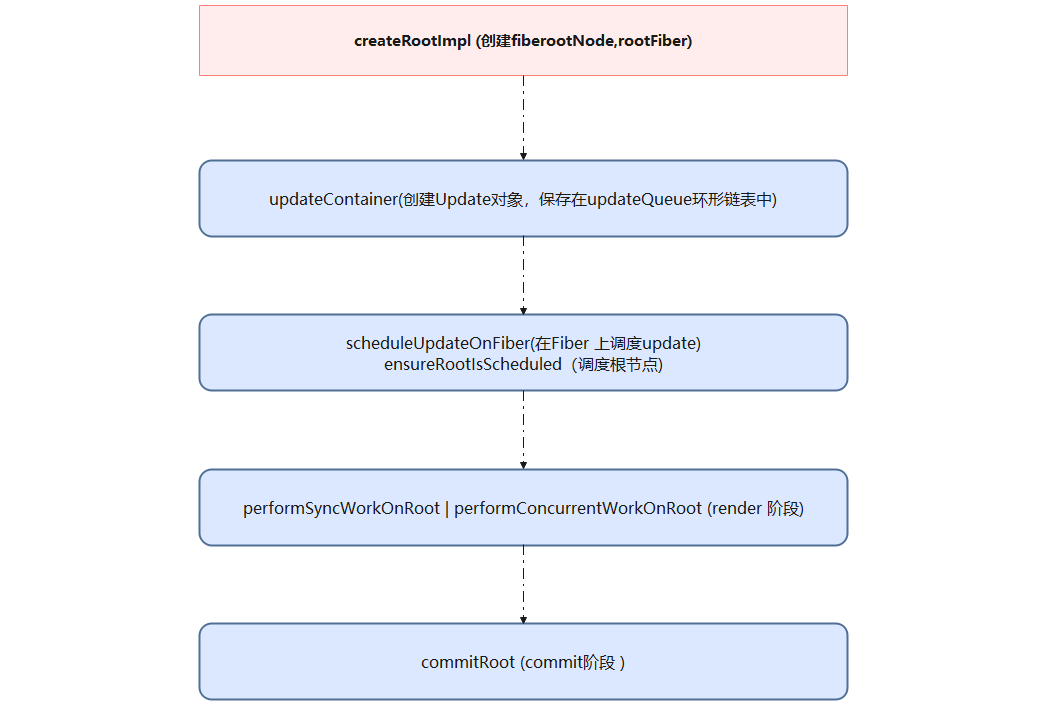 createRootImpl (创建fiberootNode,rootFiber)
updateContainer(创建Update对象，保存在updateQueue环形链表中)
scheduleUpdateOnFiber(在Fiber 上调度update)
ensureRootIsScheduled（调度根节点)
performSyncWorkOnRoot | performConcurrentWorkOnRoot (render 阶段)
commitRoot (commit阶段 )